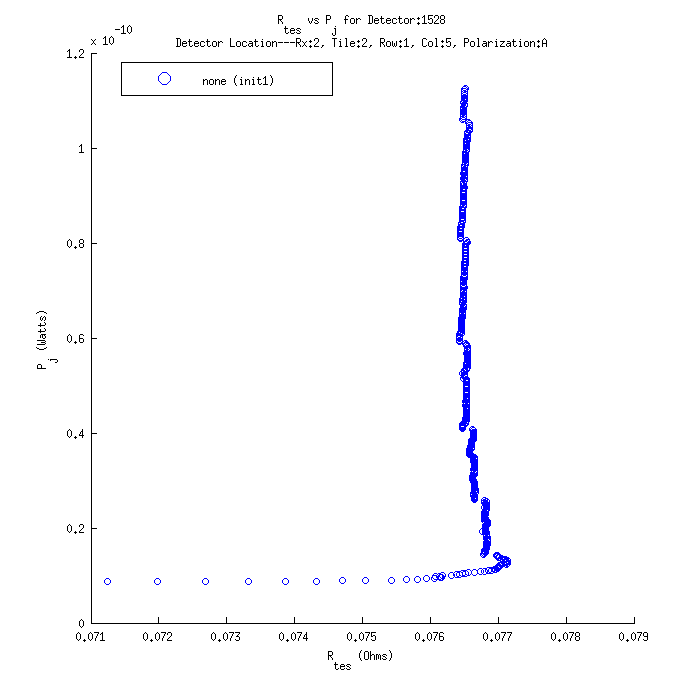 R_tes vs P_j for Detector:1528
x 10^-10
Detector Location---Rx:2, Tile:2, Row:1, Col:5, Polarization:A
none (init1)
1.2
1
0.8
0.6
0.4
0.2
0
P_j (Watts)
0.071 0.072 0.073 0.074 0.075 0.076 0.077 0.078 0.079
R_tes (Ohms)